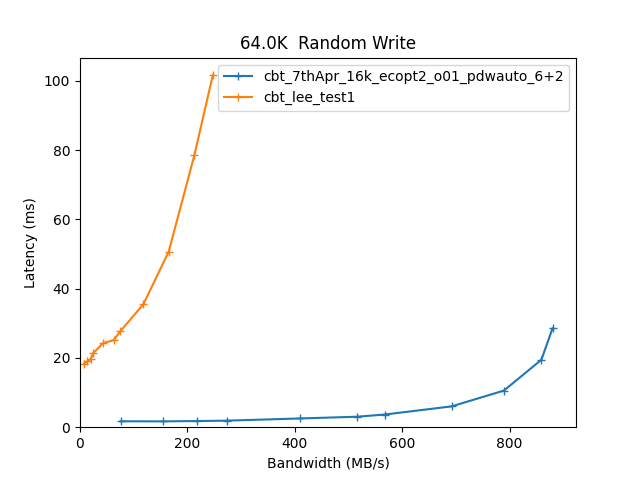 64.0K  Random Write
cbt_7thApr_16k_ecopt2_o01_pdwauto_6+2
cbt_lee_test1
Latency (ms)
100
80
60
40
20
0
0 200 400 600 800
Bandwidth (MB/s)